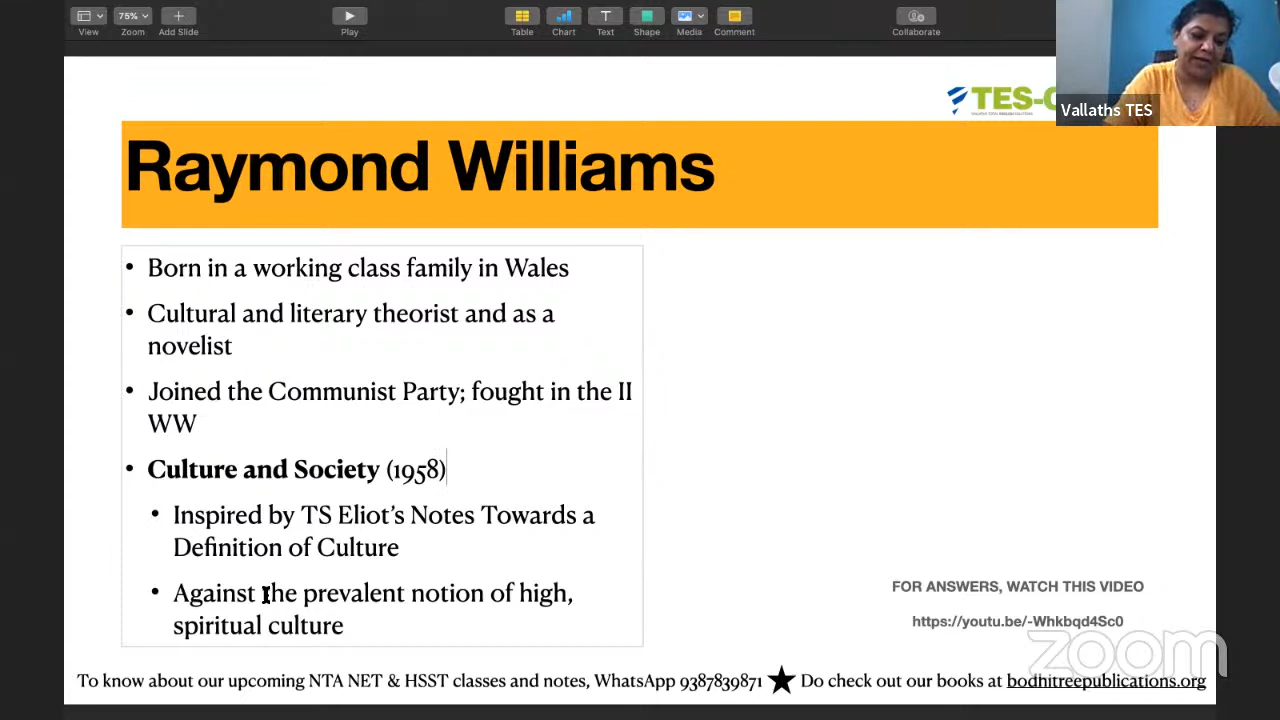 View
75%
Zoom
Add Slide
Play
Table
Chart
T
Text
Shape
Media
Comment
Collaborate
Vallaths TES
TES-
Raymond Williams
• Born in a working class family in Wales
• Cultural and literary theorist and as a
novelist
• Joined the Communist Party; fought in the II
WW
• Culture and Society (1958)
• Inspired by TS Eliot's Notes Towards a
Definition of Culture
• Against the prevalent notion of high,
spiritual culture
FOR ANSWERS, WATCH THIS VIDEO
https://youtu.be/-Whkbqd4Sc0
zoom
To know about our upcoming NTA NET & HSST classes and notes, WhatsApp 9387839871 ★ Do check out our books at bodhitreepublications.org